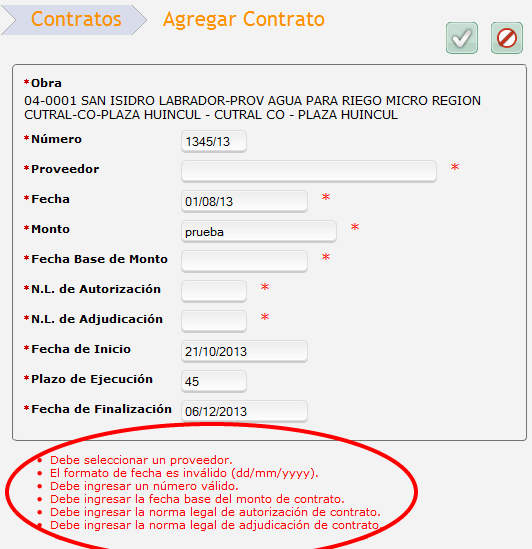 Contratos Agregar Contrato
*Obra
04-0001 SAN ISIDRO LABRADOR-PROV AGUA PARA RIEGO MICRO REGION
CUTRAL-CO-PLAZA HUINCUL - CUTRAL CO - PLAZA HUINCUL
*Número 1345/13
*Proveedor *
*Fecha 01/08/13 *
*Monto prueba *
*Fecha Base de Monto *
*N.L. de Autorización *
*N.L. de Adjudicación *
*Fecha de Inicio 21/10/2013
*Plazo de Ejecución 45
*Fecha de Finalización 06/12/2013
• Debe seleccionar un proveedor.
• El formato de fecha es inválido (dd/mm/yyyy).
• Debe ingresar un número válido.
• Debe ingresar la fecha base del monto de contrato.
• Debe ingresar la norma legal de autorización de contrato.
• Debe ingresar la norma legal de adjudicación de contrato.